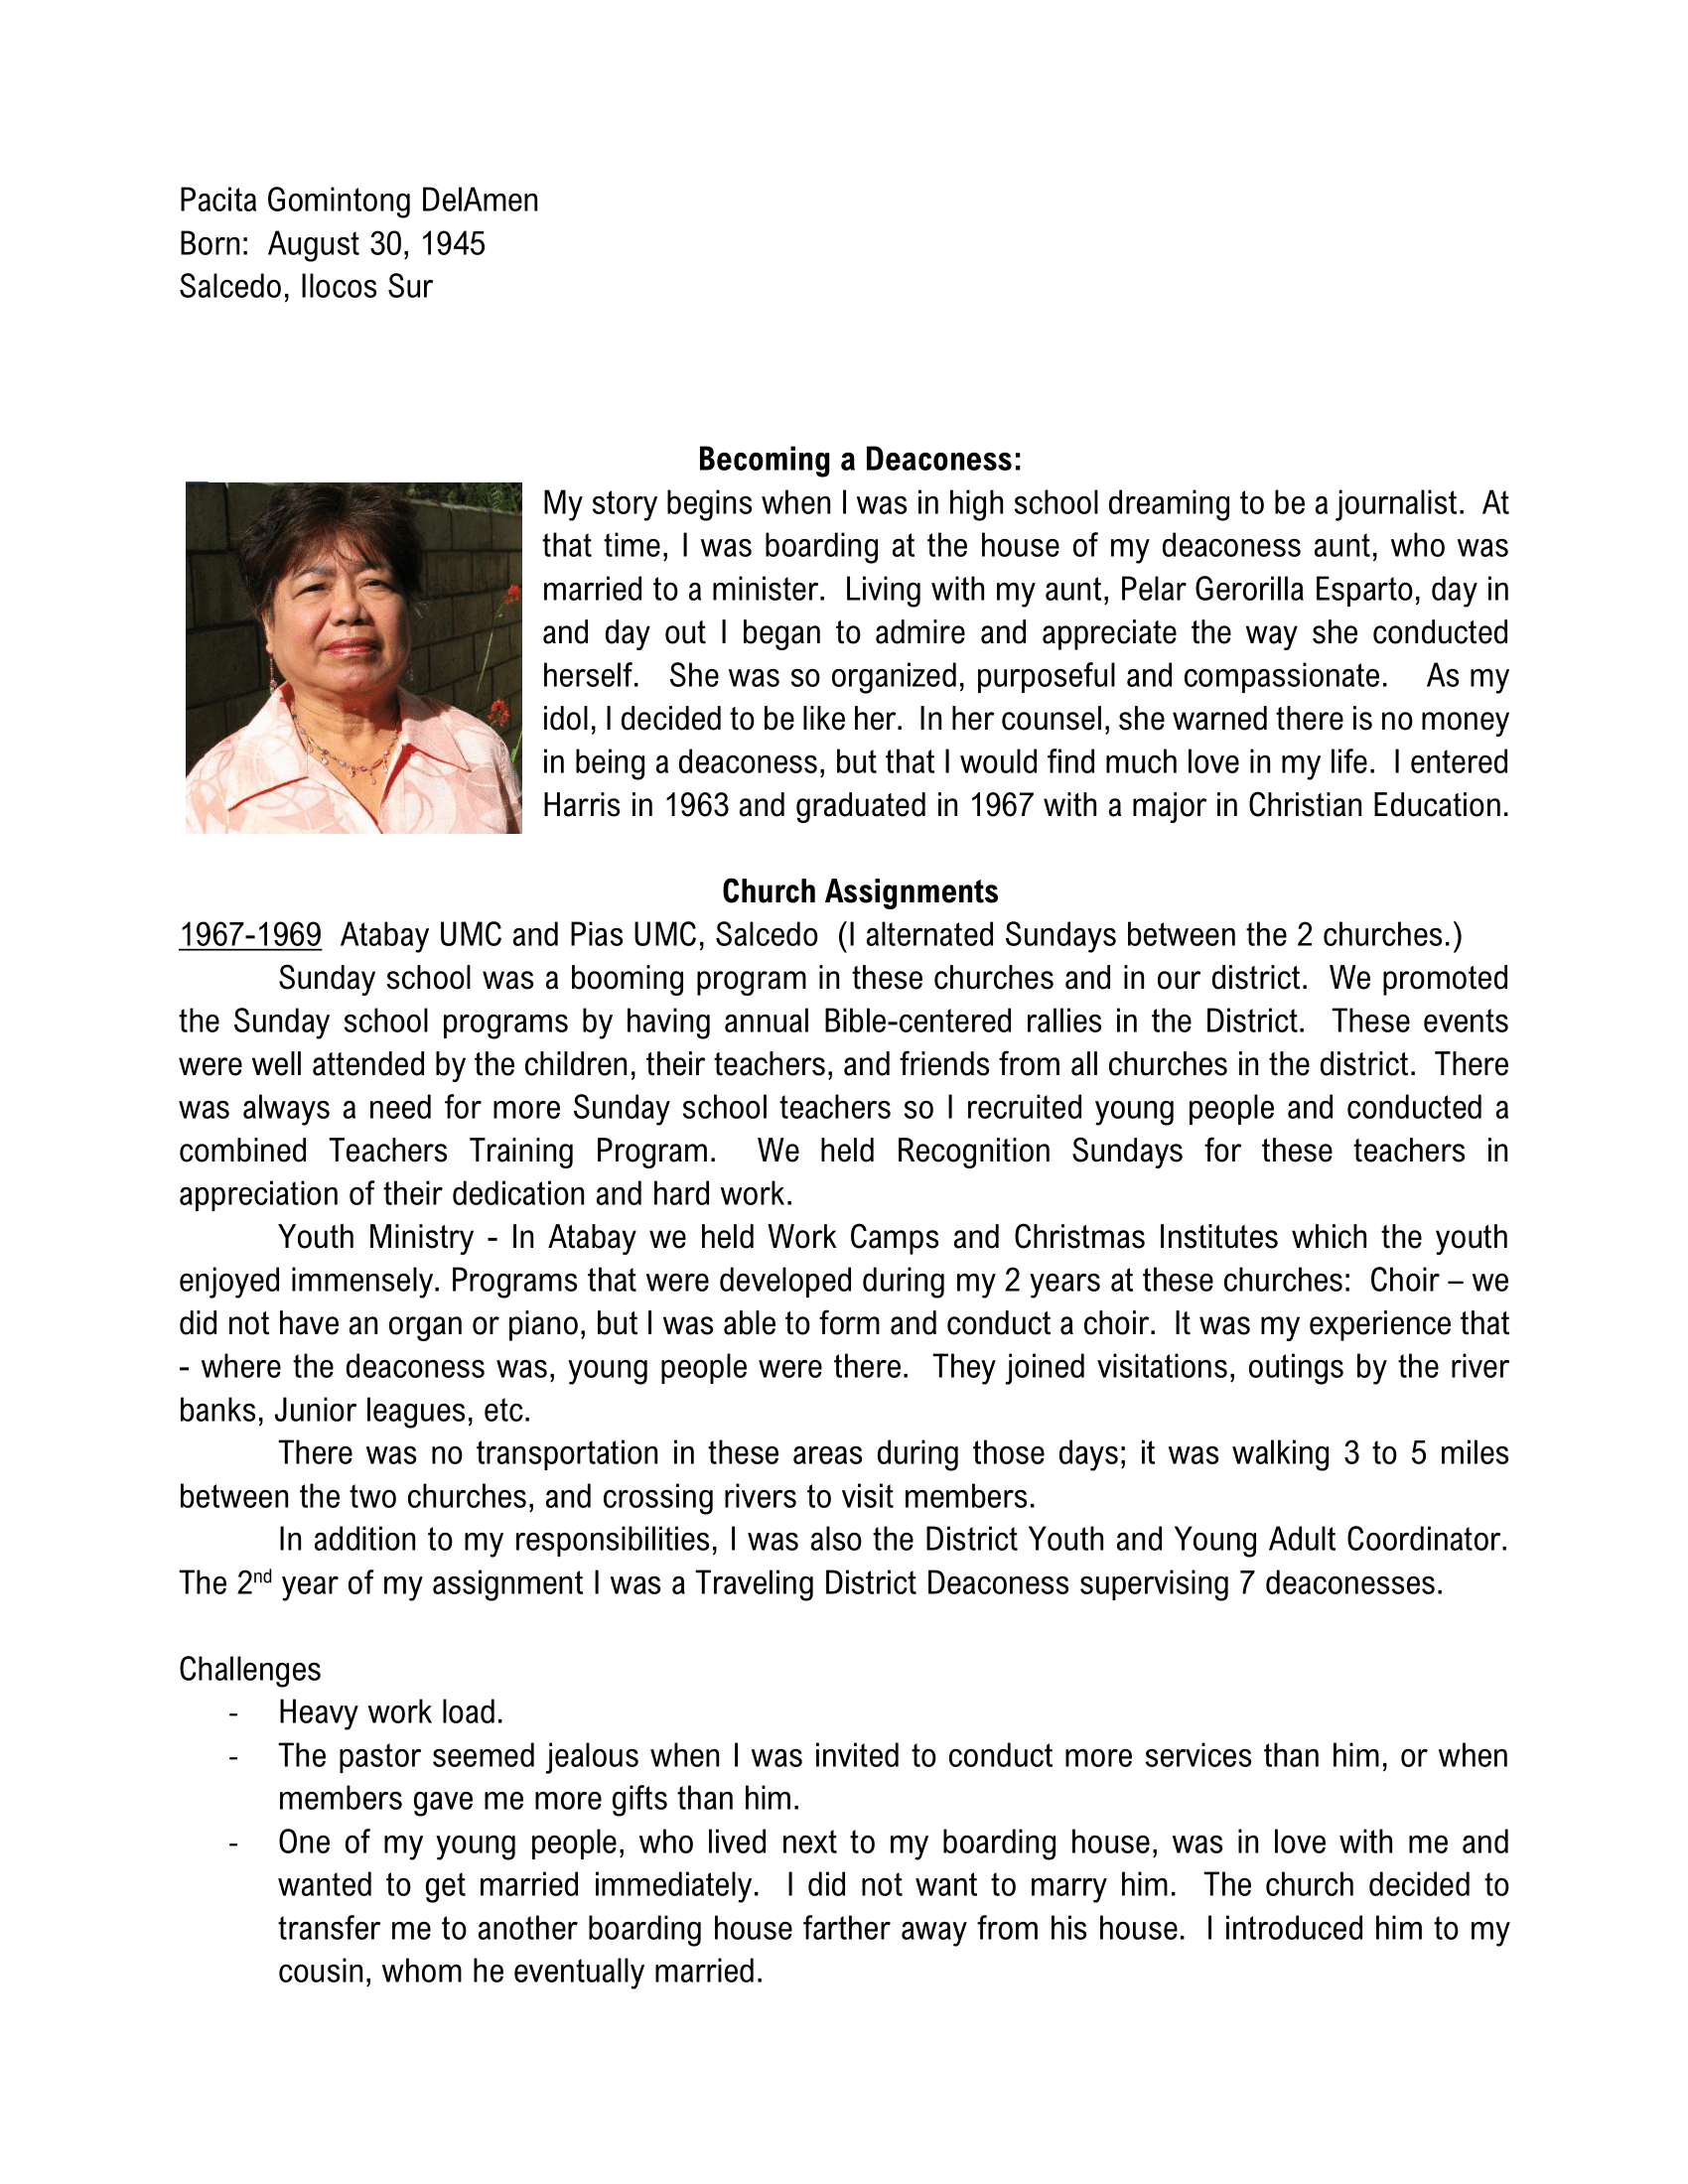 Pacita Gomintong DelAmen
Born:  August 30, 1945
Salcedo, Ilocos Sur
Becoming a Deaconess:
My story begins when I was in high school dreaming to be a journalist.  At
that time, I was boarding at the house of my deaconess aunt, who was
married to a minister.  Living with my aunt, Pelar Gerorilla Esparto, day in
and day out I began to admire and appreciate the way she conducted
herself.  She was so organized, purposeful and compassionate.  As my
idol, I decided to be like her.  In her counsel, she warned there is no money
in being a deaconess, but that I would find much love in my life.  I entered
Harris in 1963 and graduated in 1967 with a major in Christian Education.
Church Assignments
1967-1969  Atabay UMC and Pias UMC, Salcedo  (I alternated Sundays between the 2 churches.)
Sunday school was a booming program in these churches and in our district.  We promoted
the Sunday school programs by having annual Bible-centered rallies in the District.  These events
were well attended by the children, their teachers, and friends from all churches in the district.  There
was always a need for more Sunday school teachers so I recruited young people and conducted a
combined Teachers Training Program.  We held Recognition Sundays for these teachers in
appreciation of their dedication and hard work.
Youth Ministry - In Atabay we held Work Camps and Christmas Institutes which the youth
enjoyed immensely. Programs that were developed during my 2 years at these churches:  Choir – we
did not have an organ or piano, but I was able to form and conduct a choir.  It was my experience that
- where the deaconess was, young people were there.  They joined visitations, outings by the river
banks, Junior leagues, etc.
There was no transportation in these areas during those days; it was walking 3 to 5 miles
between the two churches, and crossing rivers to visit members.
In addition to my responsibilities, I was also the District Youth and Young Adult Coordinator.
The 2nd year of my assignment I was a Traveling District Deaconess supervising 7 deaconesses.
Challenges
- Heavy work load.
- The pastor seemed jealous when I was invited to conduct more services than him, or when
members gave me more gifts than him.
- One of my young people, who lived next to my boarding house, was in love with me and
wanted to get married immediately.  I did not want to marry him.  The church decided to
transfer me to another boarding house farther away from his house.  I introduced him to my
cousin, whom he eventually married.